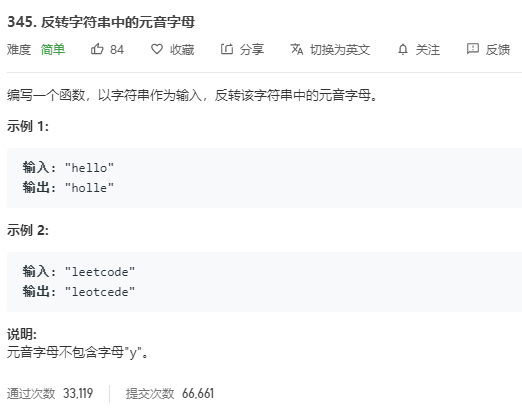 345. 反转字符串中的元音字母
难度 简单 84 收藏 分享 切换为英文 关注 反馈
编写一个函数，以字符串作为输入，反转该字符串中的元音字母。
示例 1:
输入: "hello"
输出: "holle"
示例 2:
输入: "leetcode"
输出: "leotcede"
说明:
元音字母不包含字母"y"。
通过次数 33,119 提交次数 66,661